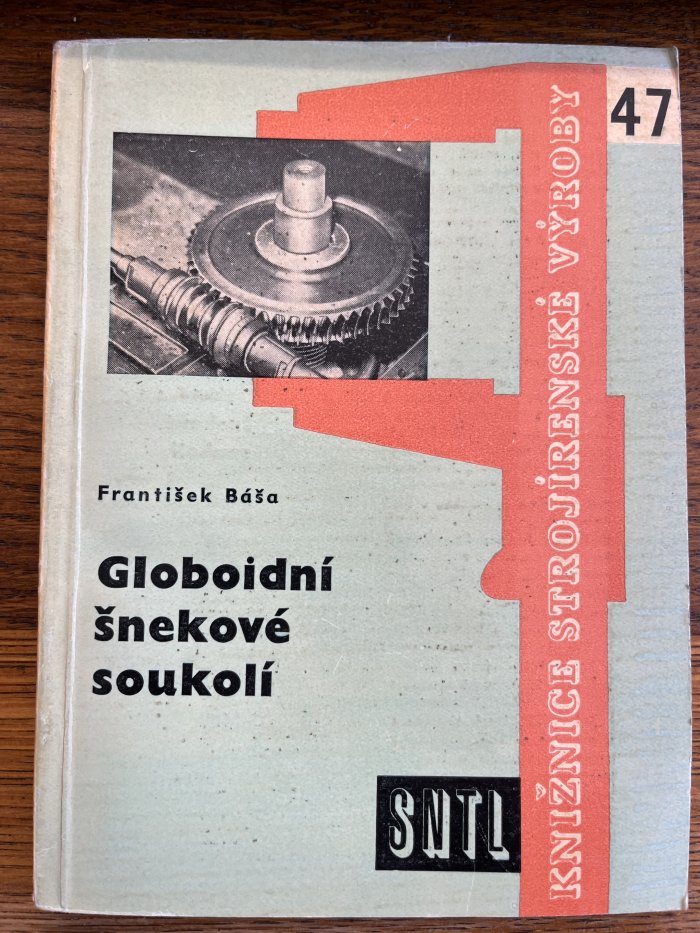 47
KNIŽNICE STROJÍRENSKÉ VÝROBY
František Báša
Globoidní
šnekové
soukolí
SNTL